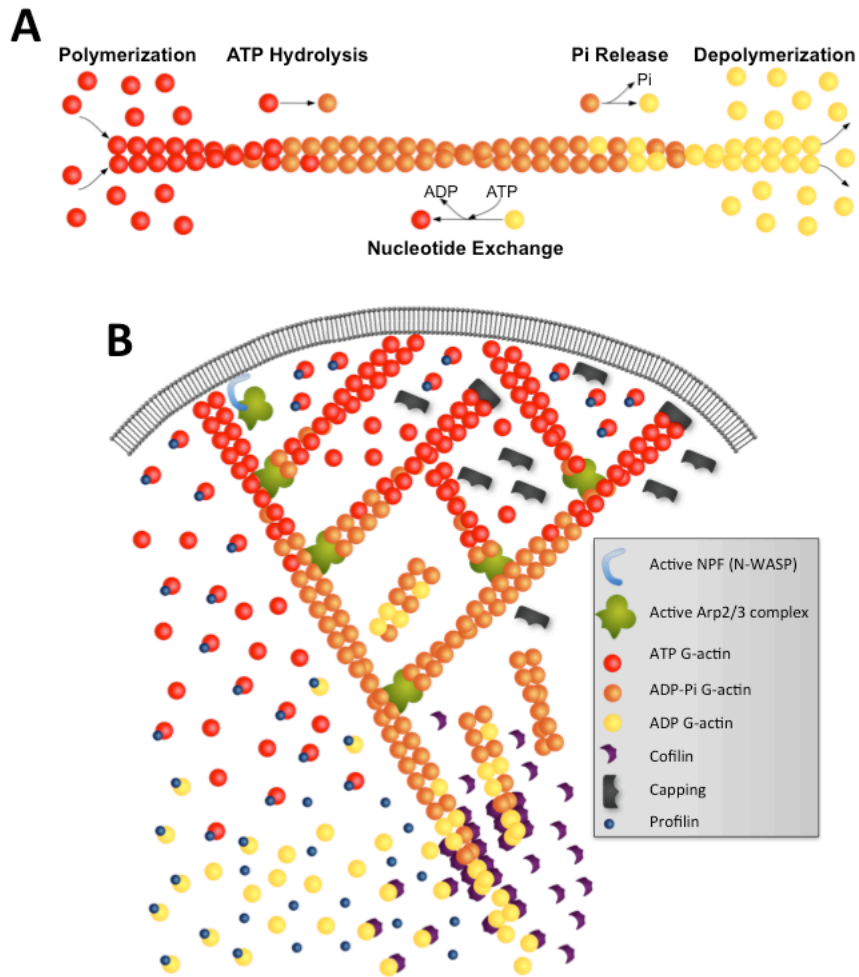 A
Polymerization
ATP Hydrolysis
Pi Release
Depolymerization
Pi
ADP
ATP
Nucleotide Exchange
B
Active NPF (N-WASP)
Active Arp2/3 complex
ATP G-actin
ADP-Pi G-actin
ADP G-actin
Cofilin
Capping
Profilin